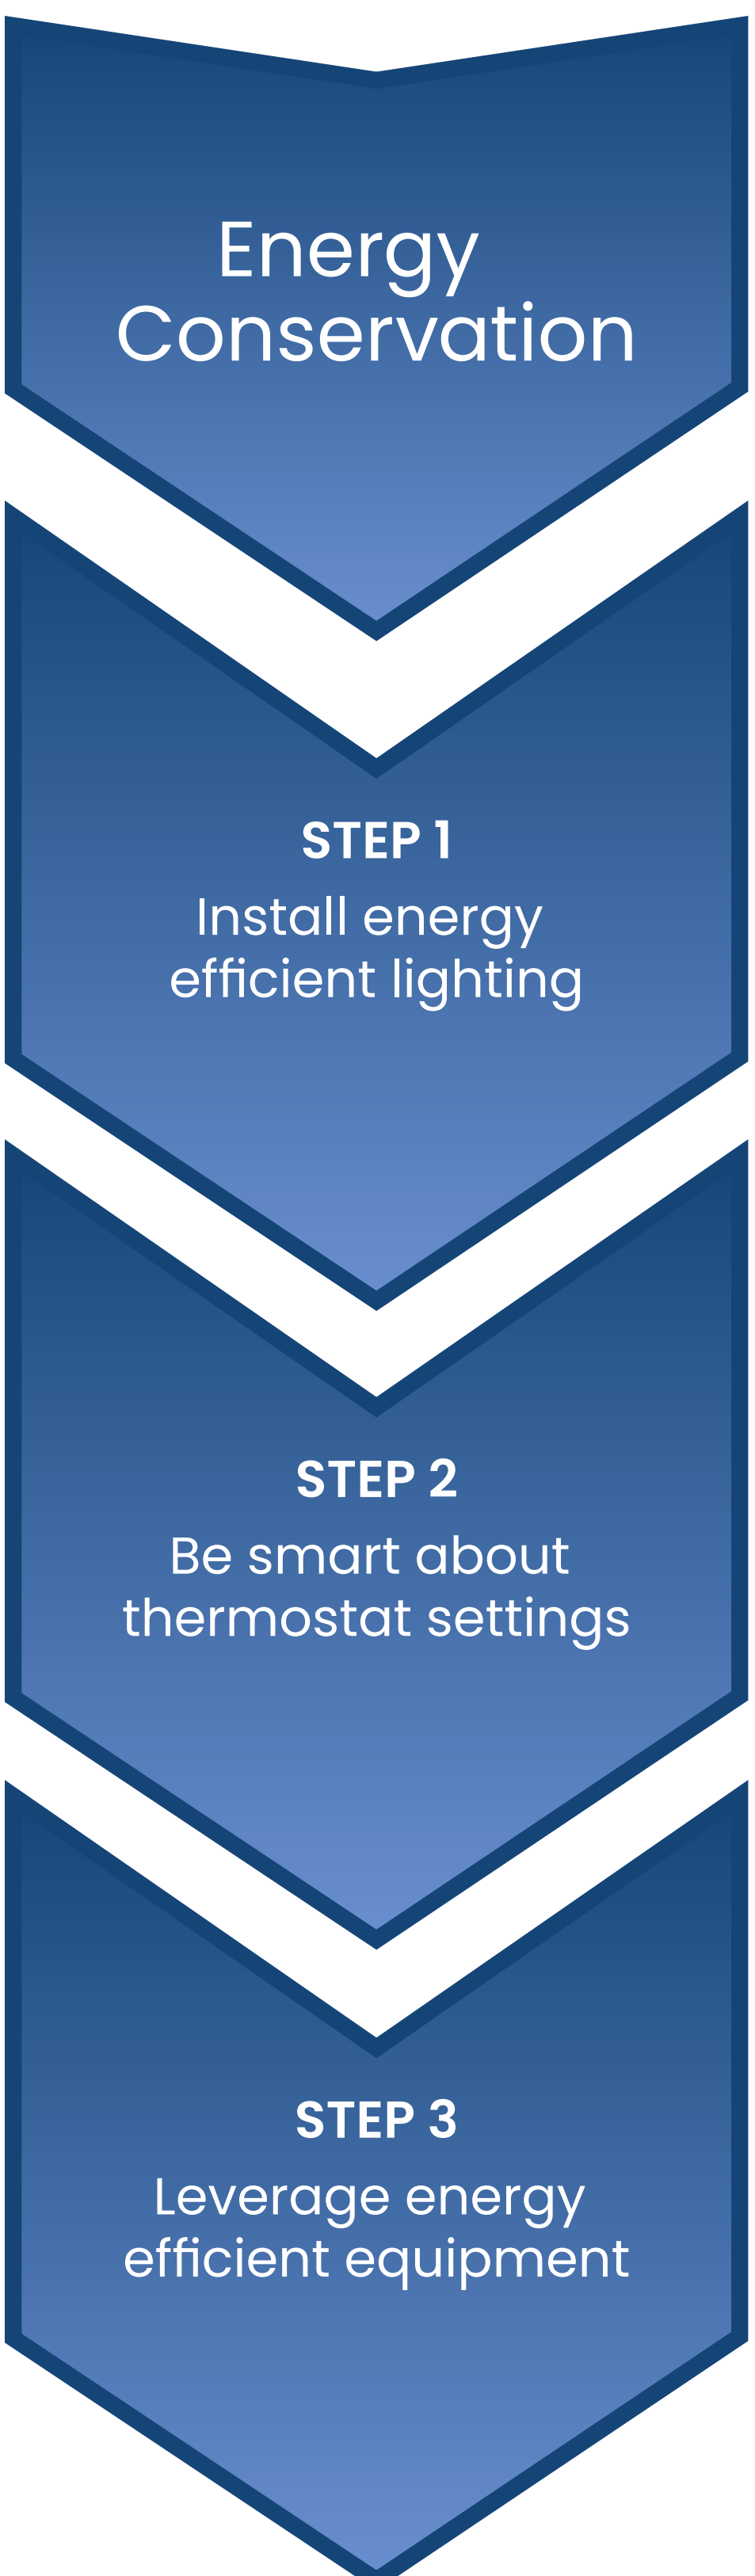 Energy
Conservation
STEP 1
Install energy
efficient lighting
STEP 2
Be smart about
thermostat settings
STEP 3
Leverage energy
efficient equipment